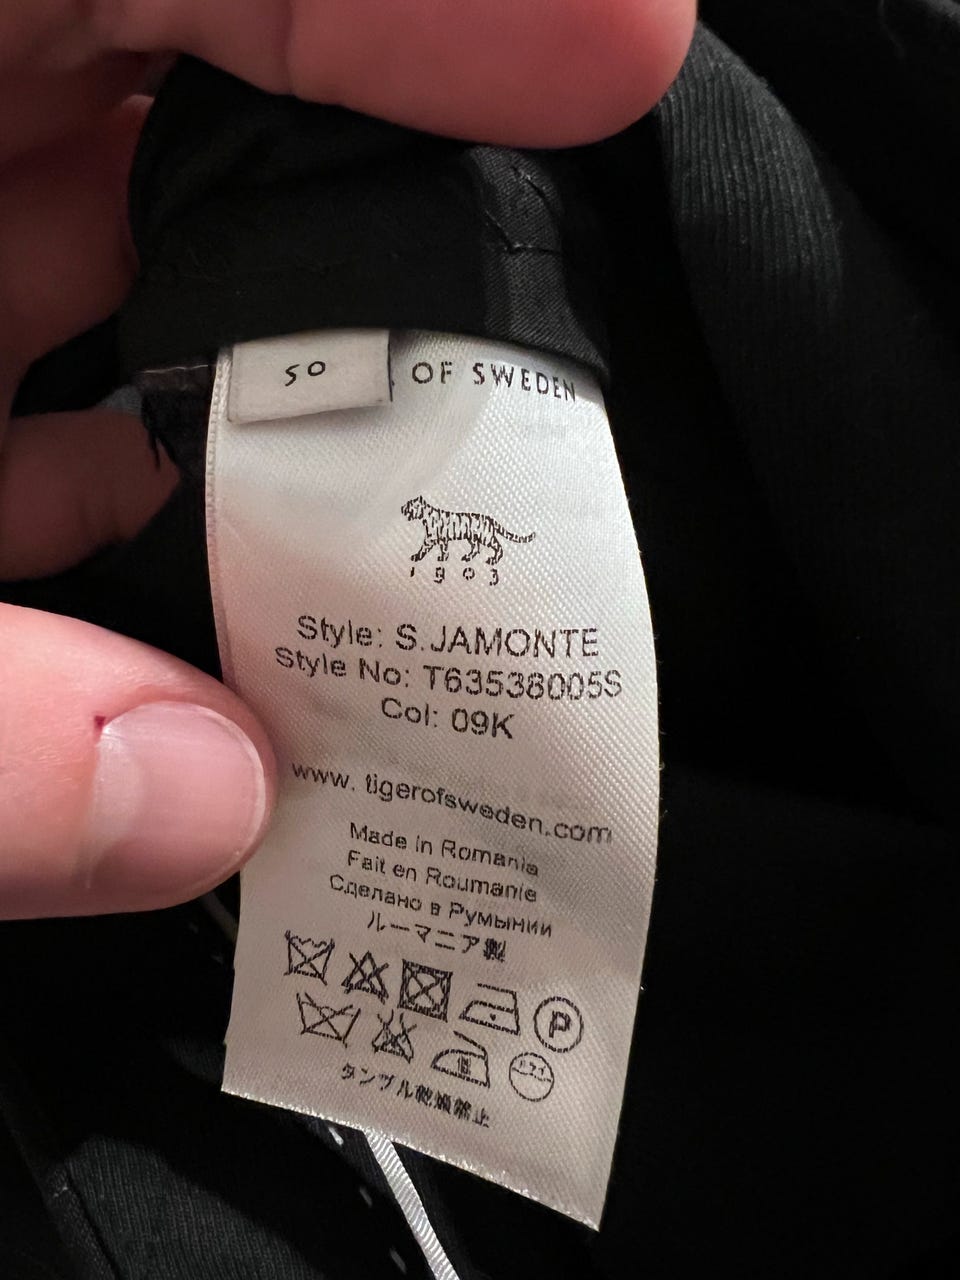 50
OF SWEDEN
1903
Style: S.JAMONTE
Style No: T63538005S
Col: 09K
www. tigerofsweden.com
Made in Romania
Fait en Roumanie
Сделано в Румынии
ルーマニア製
P
タンブル乾燥禁止